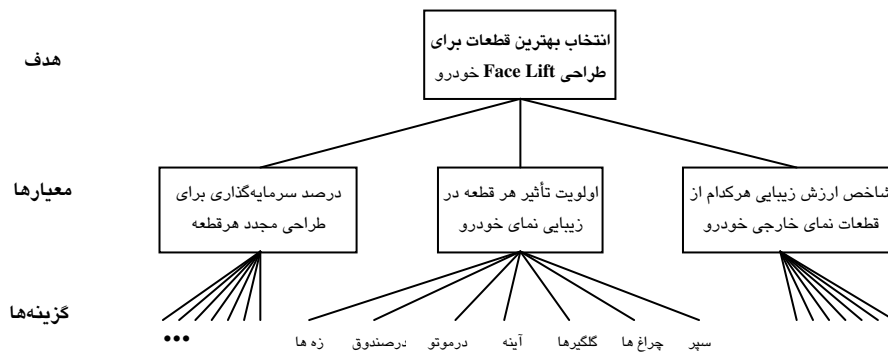 انتخاب بهترین قطعات برای
طراحی Face Lift خودرو
هدف
معیارها
شاخص ارزش زیبایی هرکدام از
قطعات نمای خارجی خودرو
اولویت تأثیر هر قطعه در
زیبایی نمای خودرو
درصد سرمایه‌گذاری برای
طراحی مجدد هرقطعه
گزینه‌ها
سپر چراغ ها گلگیرها آینه درموتو درصندوق زه ها •••